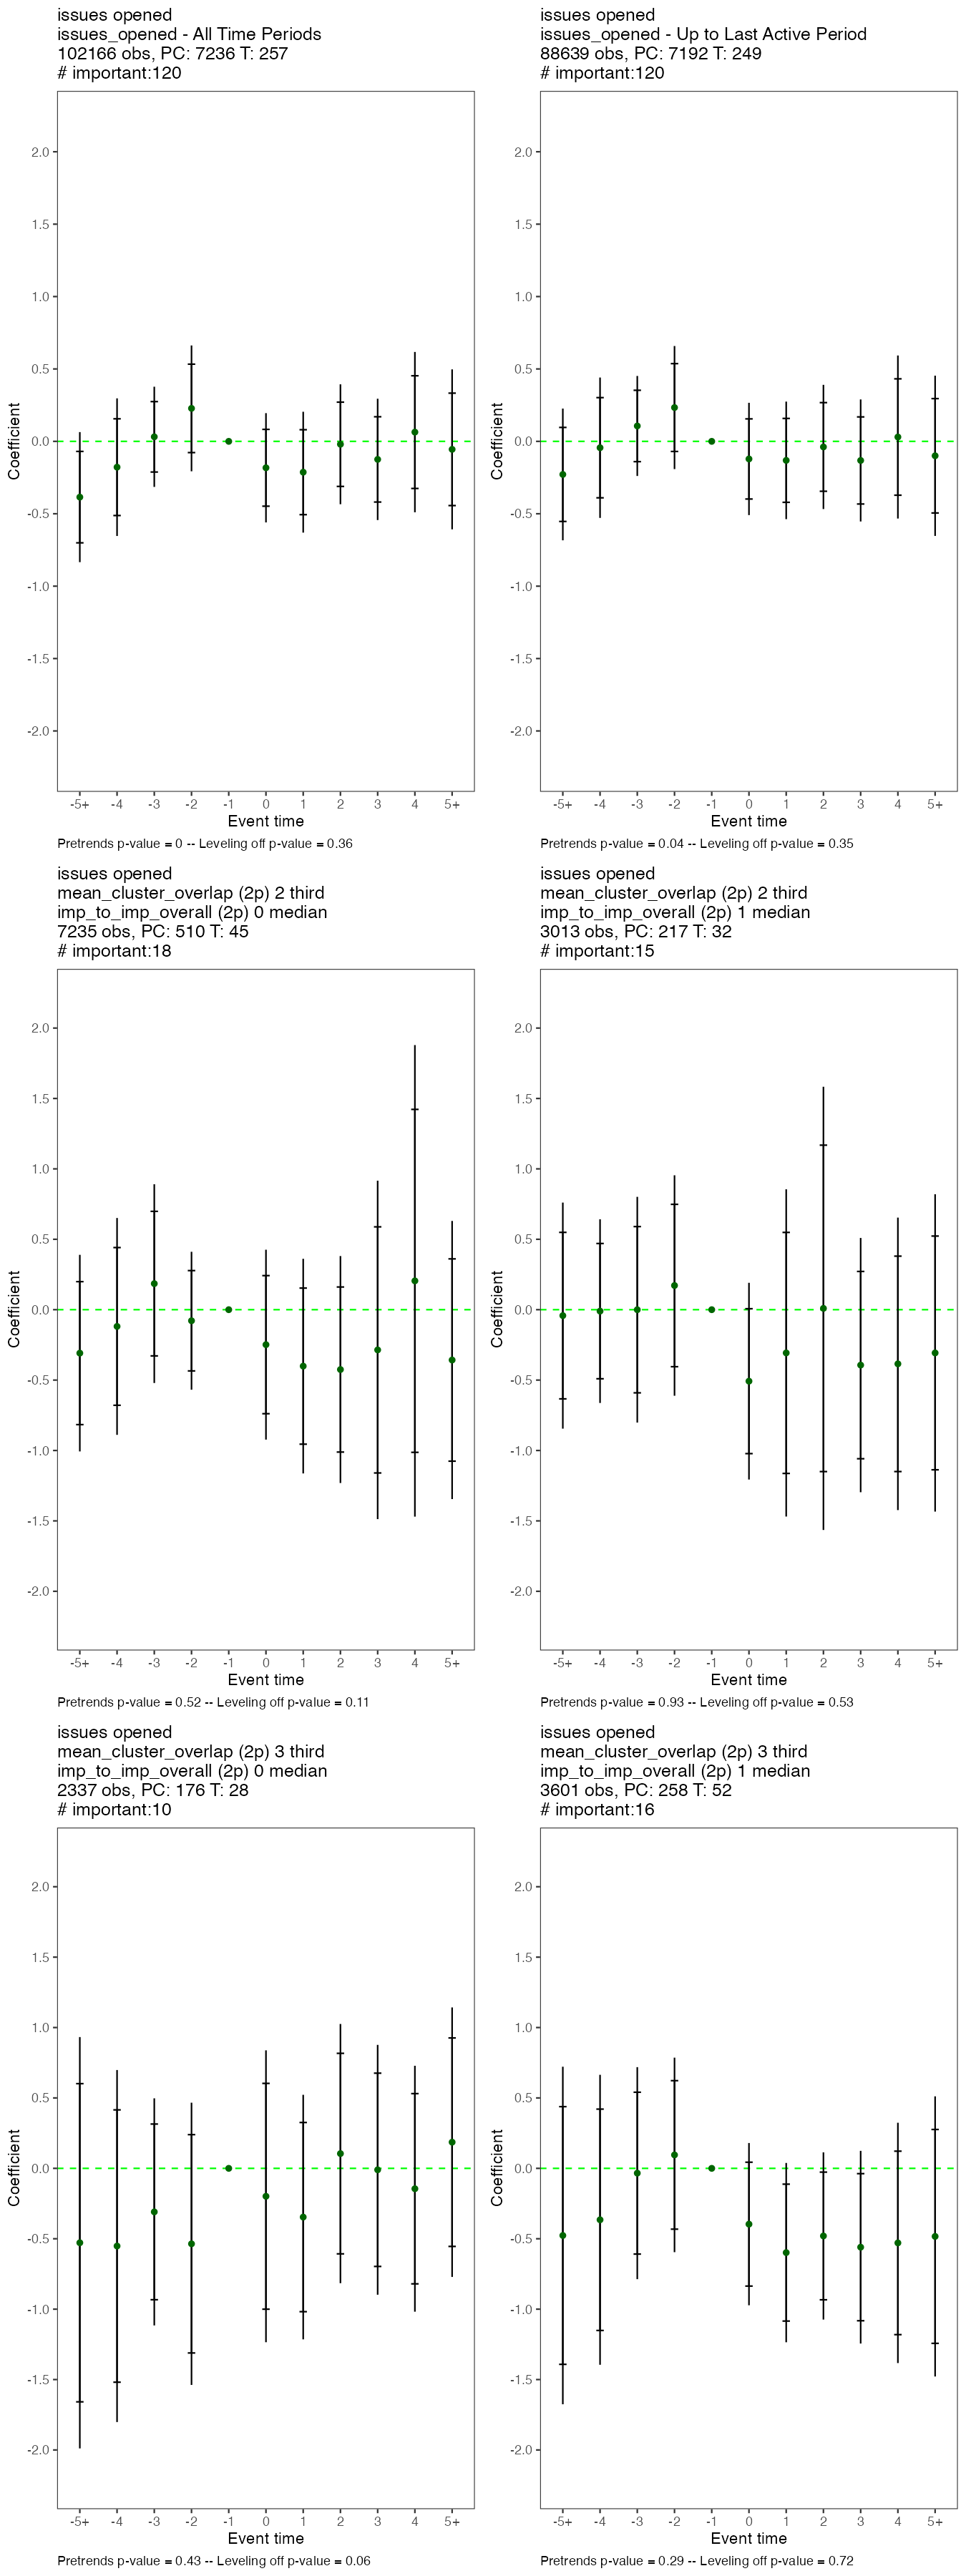 issues opened
issues_opened - All Time Periods
102166 obs, PC: 7236 T: 257
# important:120
Coefficient
2.0
1.5
1.0
0.5
0.0
-0.5
-1.0
-1.5
-2.0
-5+ -4 -3 -2 -1 0 1 2 3 4 5+
Event time
Pretrends p-value = 0 -- Leveling off p-value = 0.36
issues opened
issues_opened - Up to Last Active Period
88639 obs, PC: 7192 T: 249
# important:120
Coefficient
2.0
1.5
1.0
0.5
0.0
-0.5
-1.0
-1.5
-2.0
-5+ -4 -3 -2 -1 0 1 2 3 4 5+
Event time
Pretrends p-value = 0.04 -- Leveling off p-value = 0.35
issues opened
mean_cluster_overlap (2p) 2 third
imp_to_imp_overall (2p) 0 median
7235 obs, PC: 510 T: 45
# important:18
Coefficient
2.0
1.5
1.0
0.5
0.0
-0.5
-1.0
-1.5
-2.0
-5+ -4 -3 -2 -1 0 1 2 3 4 5+
Event time
Pretrends p-value = 0.52 -- Leveling off p-value = 0.11
issues opened
mean_cluster_overlap (2p) 2 third
imp_to_imp_overall (2p) 1 median
3013 obs, PC: 217 T: 32
# important:15
Coefficient
2.0
1.5
1.0
0.5
0.0
-0.5
-1.0
-1.5
-2.0
-5+ -4 -3 -2 -1 0 1 2 3 4 5+
Event time
Pretrends p-value = 0.93 -- Leveling off p-value = 0.53
issues opened
mean_cluster_overlap (2p) 3 third
imp_to_imp_overall (2p) 0 median
2337 obs, PC: 176 T: 28
# important:10
Coefficient
2.0
1.5
1.0
0.5
0.0
-0.5
-1.0
-1.5
-2.0
-5+ -4 -3 -2 -1 0 1 2 3 4 5+
Event time
Pretrends p-value = 0.43 -- Leveling off p-value = 0.06
issues opened
mean_cluster_overlap (2p) 3 third
imp_to_imp_overall (2p) 1 median
3601 obs, PC: 258 T: 52
# important:16
Coefficient
2.0
1.5
1.0
0.5
0.0
-0.5
-1.0
-1.5
-2.0
-5+ -4 -3 -2 -1 0 1 2 3 4 5+
Event time
Pretrends p-value = 0.29 -- Leveling off p-value = 0.72